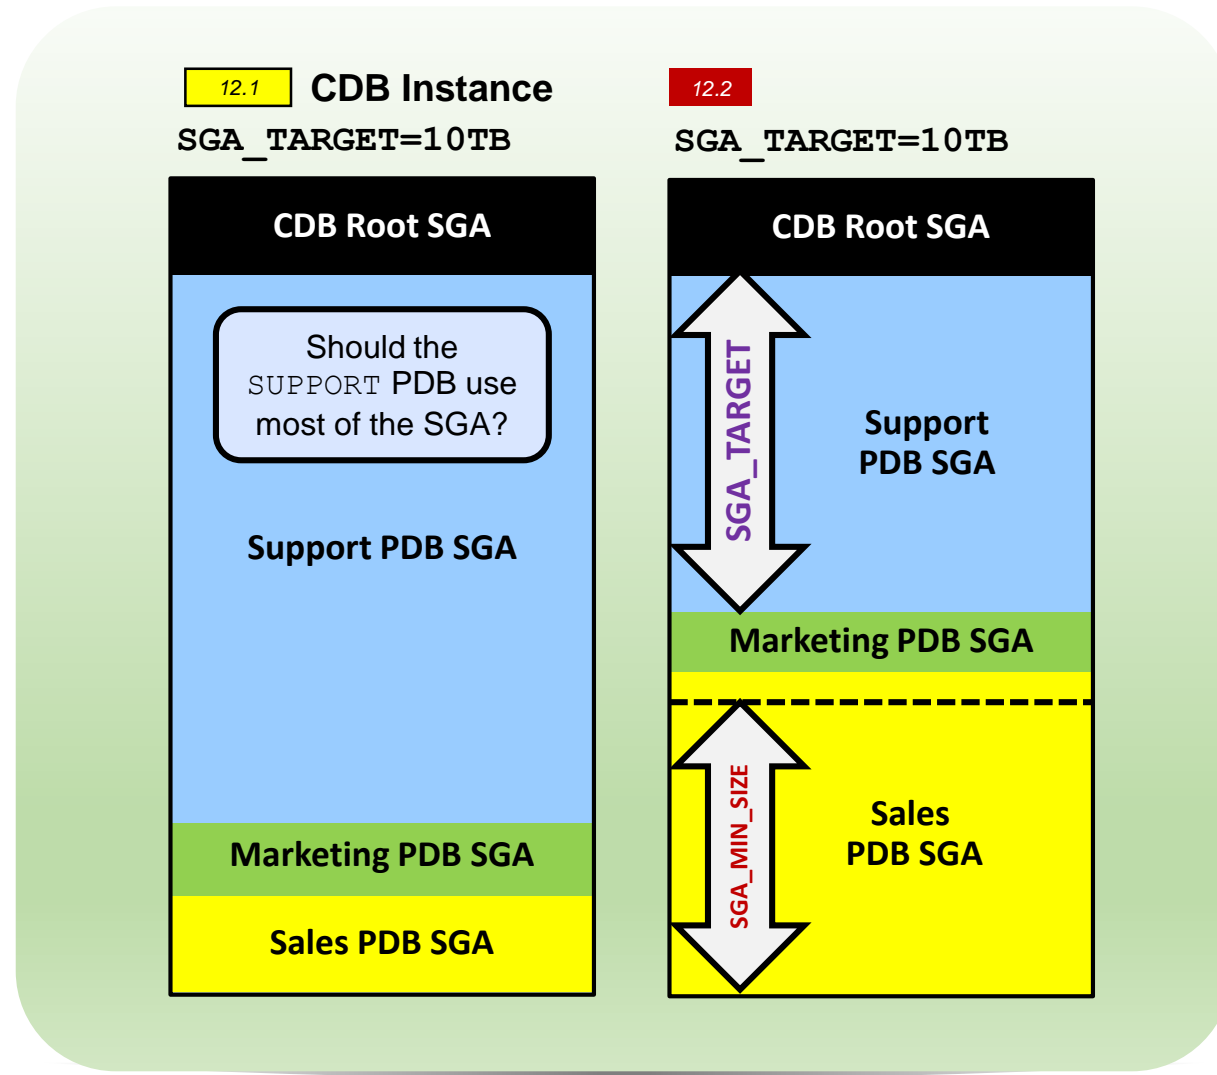 12.1 CDB Instance
SGA_TARGET=10TB
CDB Root SGA
Should the
SUPPORT PDB use
most of the SGA?
Support PDB SGA
Marketing PDB SGA
Sales PDB SGA
12.2
SGA_TARGET=10TB
CDB Root SGA
SGA_TARGET
Support
PDB SGA
Marketing PDB SGA
SGA_MIN_SIZE
Sales
PDB SGA